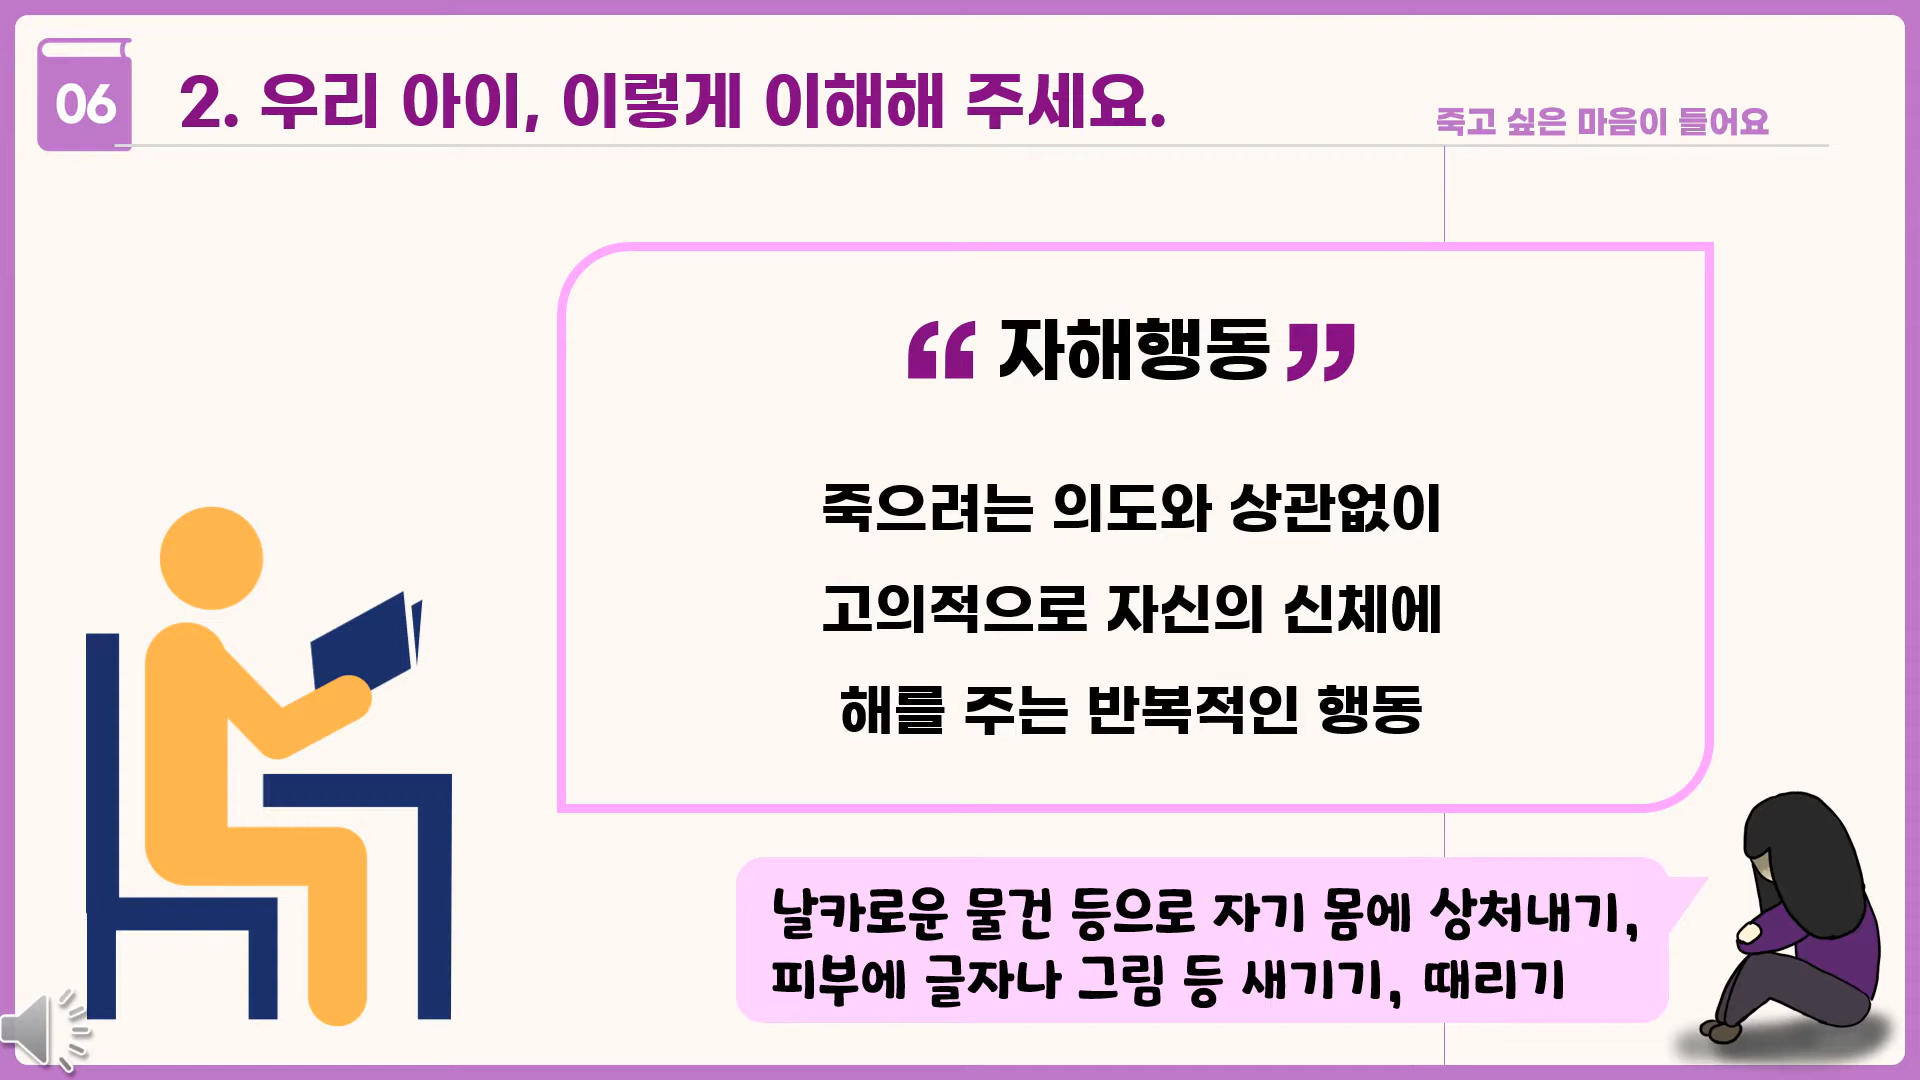 06
2. 우리 아이, 이렇게 이해해 주세요.
죽고 싶은 마음이 들어요
“ 자해행동 ”
죽으려는 의도와 상관없이
고의적으로 자신의 신체에
해를 주는 반복적인 행동
날카로운 물건 등으로 자기 몸에 상처내기,
피부에 글자나 그림 등 새기기, 때리기